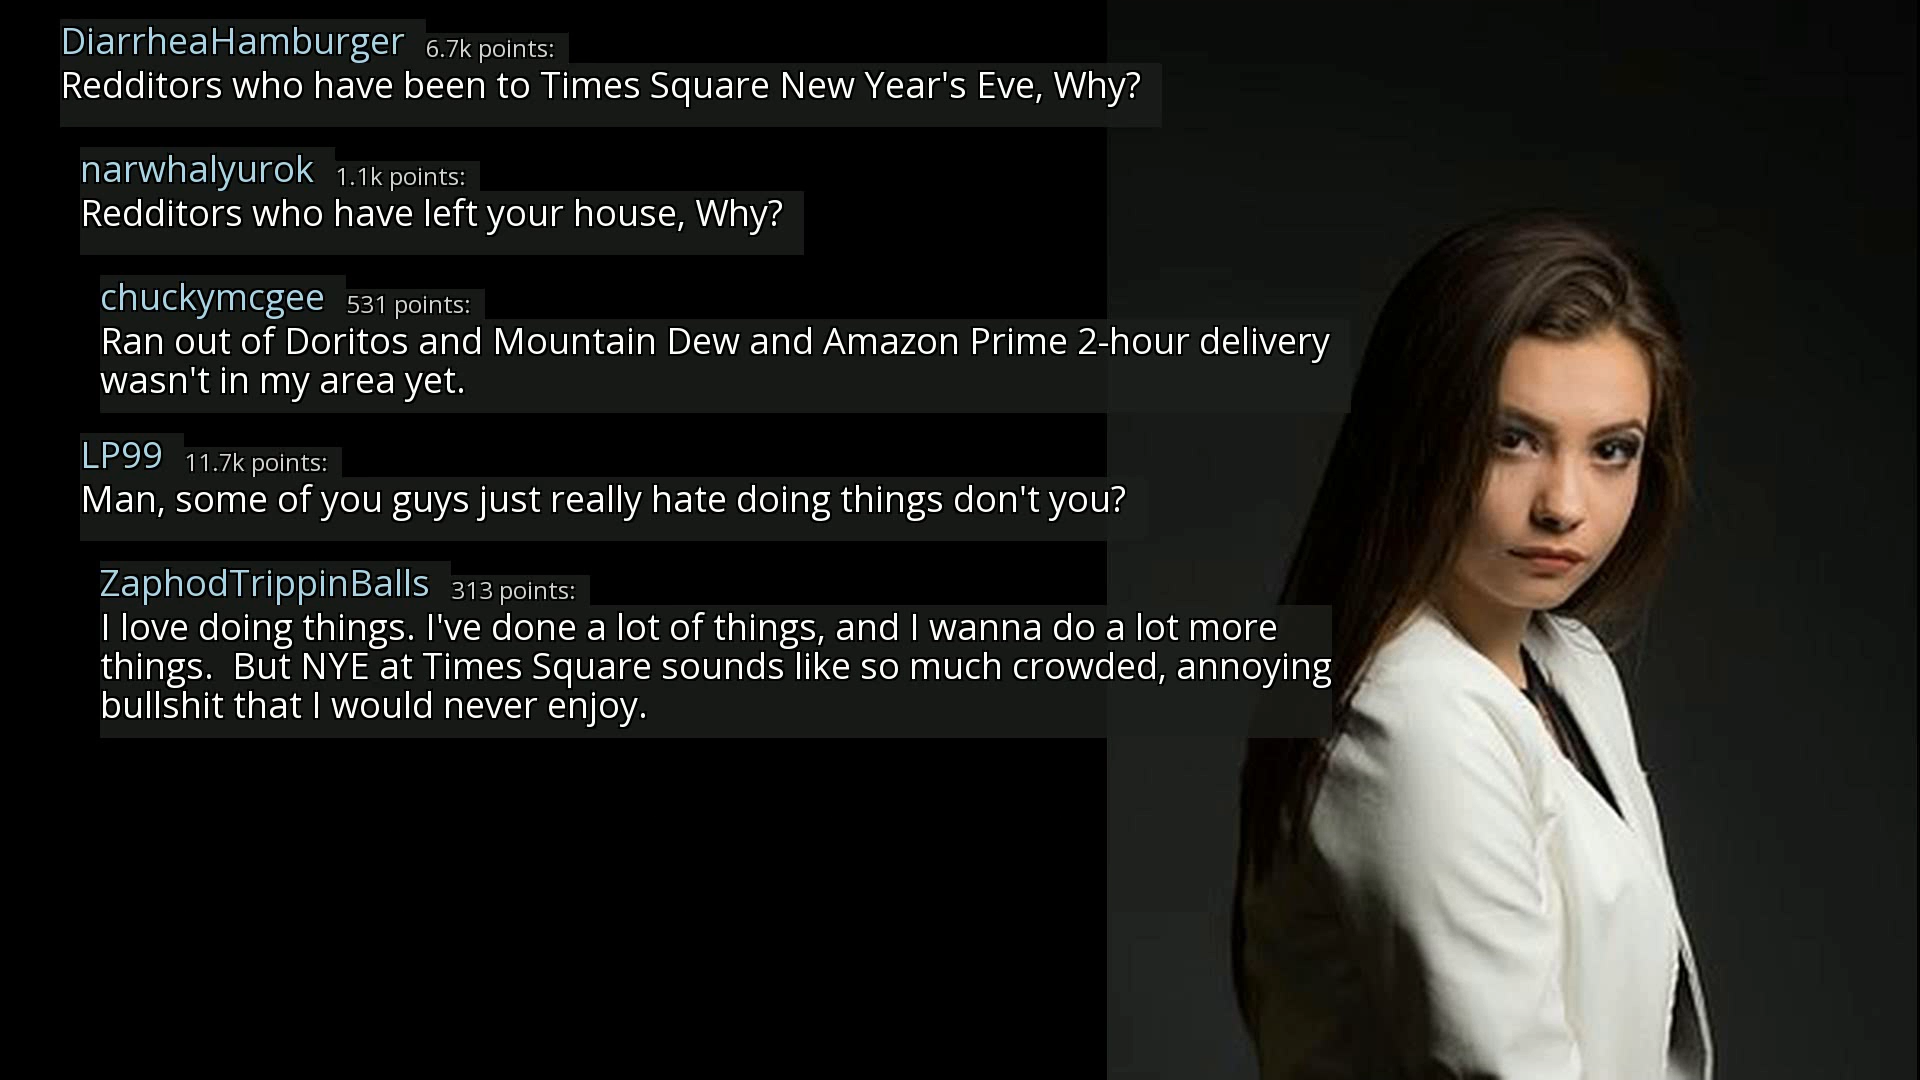 DiarrheaHamburger 6.7k points:
Redditors who have been to Times Square New Year's Eve, Why?
narwhalyurok 1.1k points:
Redditors who have left your house, Why?
chuckymcgee 531 points:
Ran out of Doritos and Mountain Dew and Amazon Prime 2-hour delivery
wasn't in my area yet.
LP99 11.7k points:
Man, some of you guys just really hate doing things don't you?
ZaphodTrippinBalls 313 points:
I love doing things. I've done a lot of things, and I wanna do a lot more
things.  But NYE at Times Square sounds like so much crowded, annoying
bullshit that I would never enjoy.